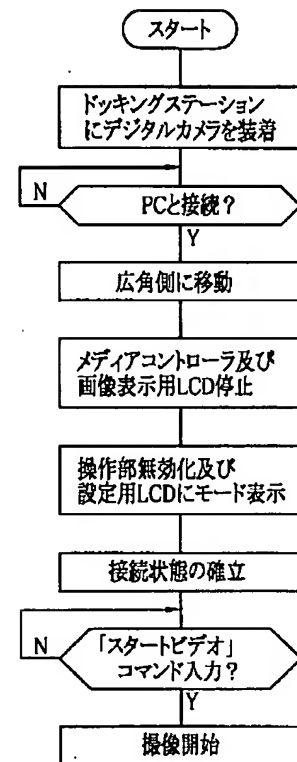 スタート
ドッキングステーション
にデジタルカメラを装着
N
PCと接続？
Y
広角側に移動
メディアコントローラ及び
画像表示用LCD停止
操作部無効化及び
設定用LCDにモード表示
接続状態の確立
N
「スタートビデオ」
コマンド入力？
Y
撮像開始